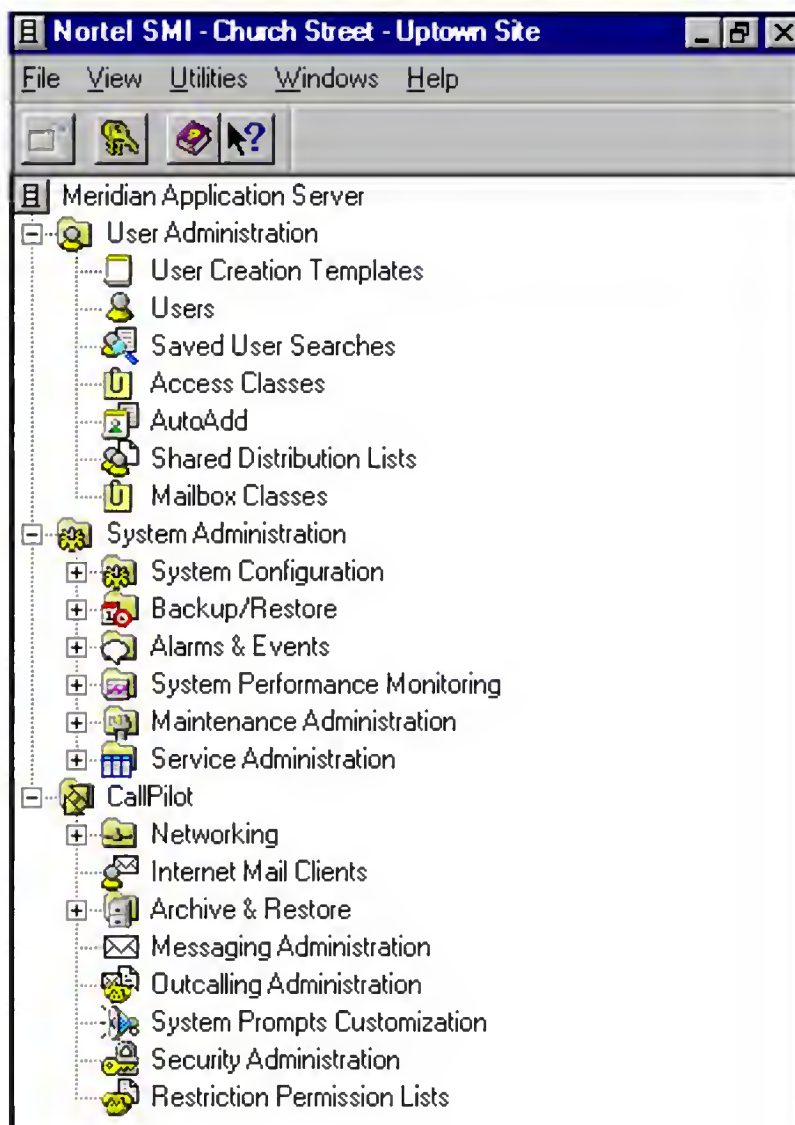 Nortel SMI - Church Street - Uptown Site
File View Utilities Windows Help
Meridian Application Server
User Administration
User Creation Templates
Users
Saved User Searches
Access Classes
AutoAdd
Shared Distribution Lists
Mailbox Classes
System Administration
System Configuration
Backup/Restore
Alarms & Events
System Performance Monitoring
Maintenance Administration
Service Administration
CallPilot
Networking
Internet Mail Clients
Archive & Restore
Messaging Administration
Outcalling Administration
System Prompts Customization
Security Administration
Restriction Permission Lists